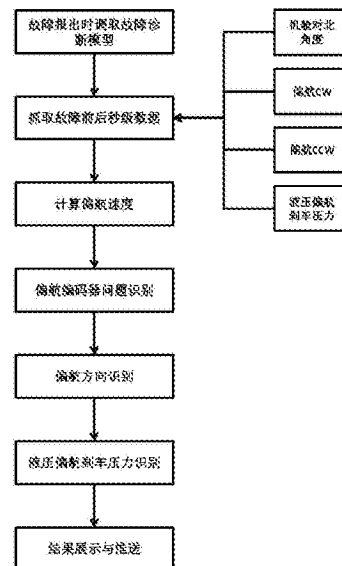 故障报出时调取故障诊
断模型
抓取故障前后秒级数据
计算偏航速度
偏航编码器问题识别
偏航方向识别
液压偏航刹车压力识别
结果展示与推送
机舱对北
角度
偏航CW
偏航CCW
液压偏航
刹车压力